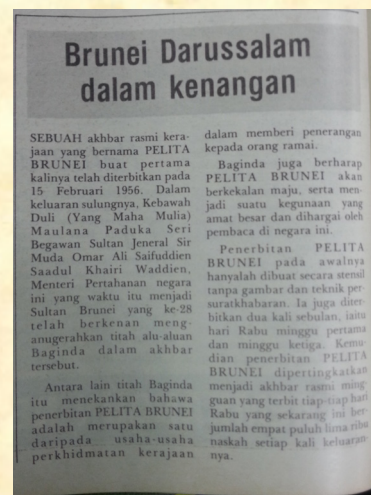 Brunei Darussalam
dalam kenangan
SEBUAH akhbar rasmi kera-
jaan yang bernama PELITA
BRUNEI buat pertama
kalinya telah diterbitkan pada
15 Februari 1956. Dalam
keluaran sulungnya, Kebawah
Duli (Yang Maha Mulia)
Maulana Paduka Seri
Begawan Sultan Jeneral Sir
Muda Omar Ali Saifuddien
Saadul Khairi Waddien,
Menteri Pertahanan negara
ini yang waktu itu menjadi
Sultan Brunei yang ke-28
telah berkenan meng-
anugerahkan titah alu-aluan
Baginda dalam akhbar
tersebut.
Antara lain titah Baginda
itu menekankan bahawa
penerbitan PELITA BRUNEI
adalah merupakan satu
daripada usaha-usaha
perkhidmatan kerajaan
dalam memberi penerangan
kepada orang ramai.
Baginda juga berharap
PELITA BRUNEI akan
berkekalan maju, serta men-
jadi suatu kegunaan yang
amat besar dan dihargai oleh
pembaca di negara ini.
Penerbitan PELITA
BRUNEI pada awalnya
hanyalah dibuat secara stensil
tanpa gambar dan teknik per-
suratkhabaran. Ia juga diter-
bitkan dua kali sebulan, iaitu
hari Rabu minggu pertama
dan minggu ketiga. Kemu-
dian penerbitan PELITA
BRUNEI dipertingkatkan
menjadi akhbar rasmi ming-
guan yang terbit tiap-tiap hari
Rabu yang sekarang ini ber-
jumlah empat puluh lima ribu
naskah setiap kali keluaran-
nya.